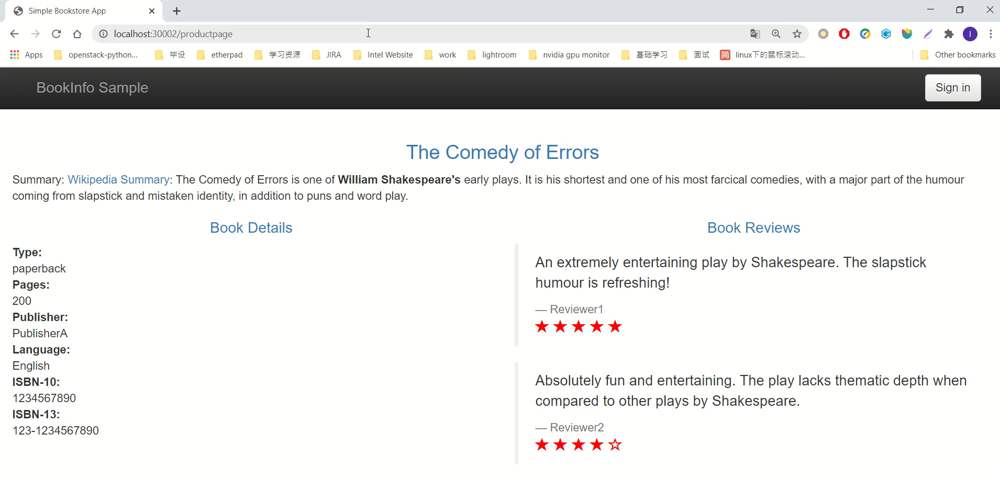 Simple Bookstore App
localhost:30002/productpage
I
Apps openstack-python... 毕设 etherpad 学习资源 JIRA Intel Website work lightroom nvidia gpu monitor 基础学习 面试 简 linux下的鼠标滚动... Other bookmarks
BookInfo Sample Sign in
The Comedy of Errors
Summary: Wikipedia Summary: The Comedy of Errors is one of William Shakespeare's early plays. It is his shortest and one of his most farcical comedies, with a major part of the humour
coming from slapstick and mistaken identity, in addition to puns and word play.
Book Details
Type:
paperback
Pages:
200
Publisher:
PublisherA
Language:
English
ISBN-10:
1234567890
ISBN-13:
123-1234567890
Book Reviews
An extremely entertaining play by Shakespeare. The slapstick
humour is refreshing!
— Reviewer1
Absolutely fun and entertaining. The play lacks thematic depth when
compared to other plays by Shakespeare.
— Reviewer2